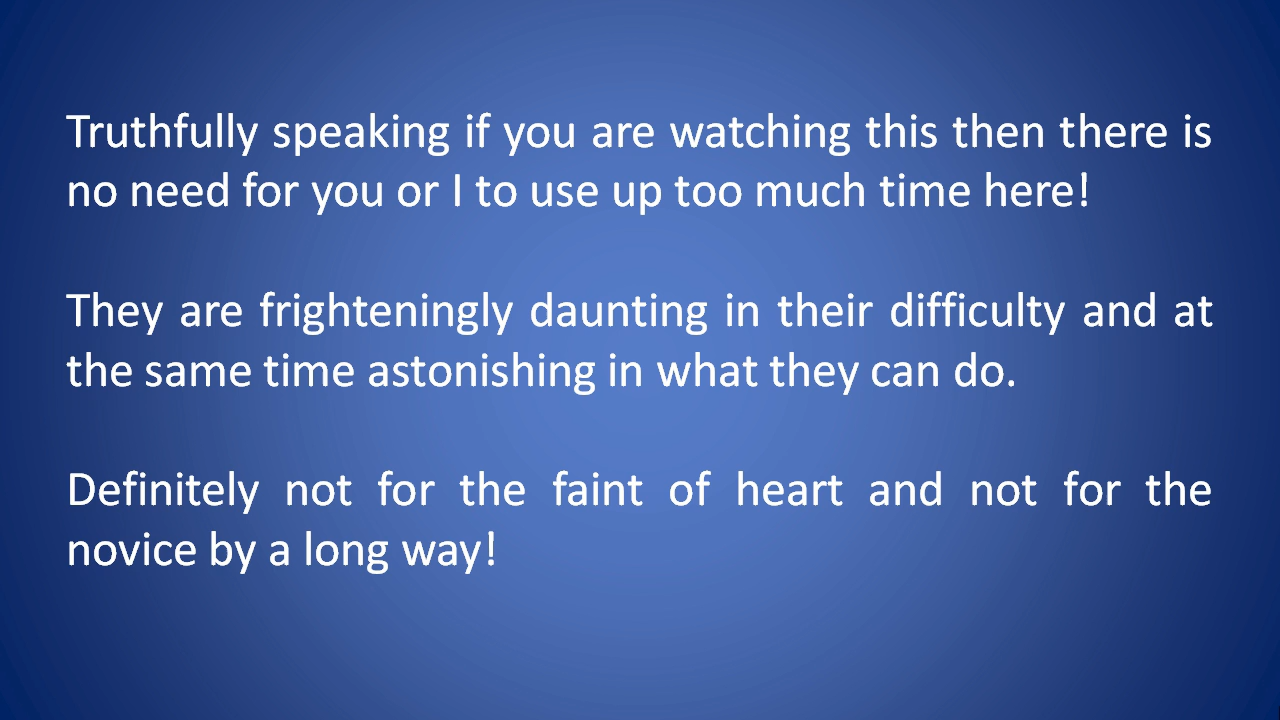 Truthfully speaking if you are watching this then there is
no need for you or I to use up too much time here!
They are frighteningly daunting in their difficulty and at
the same time astonishing in what they can do.
Definitely not for the faint of heart and not for the
novice by a long way!